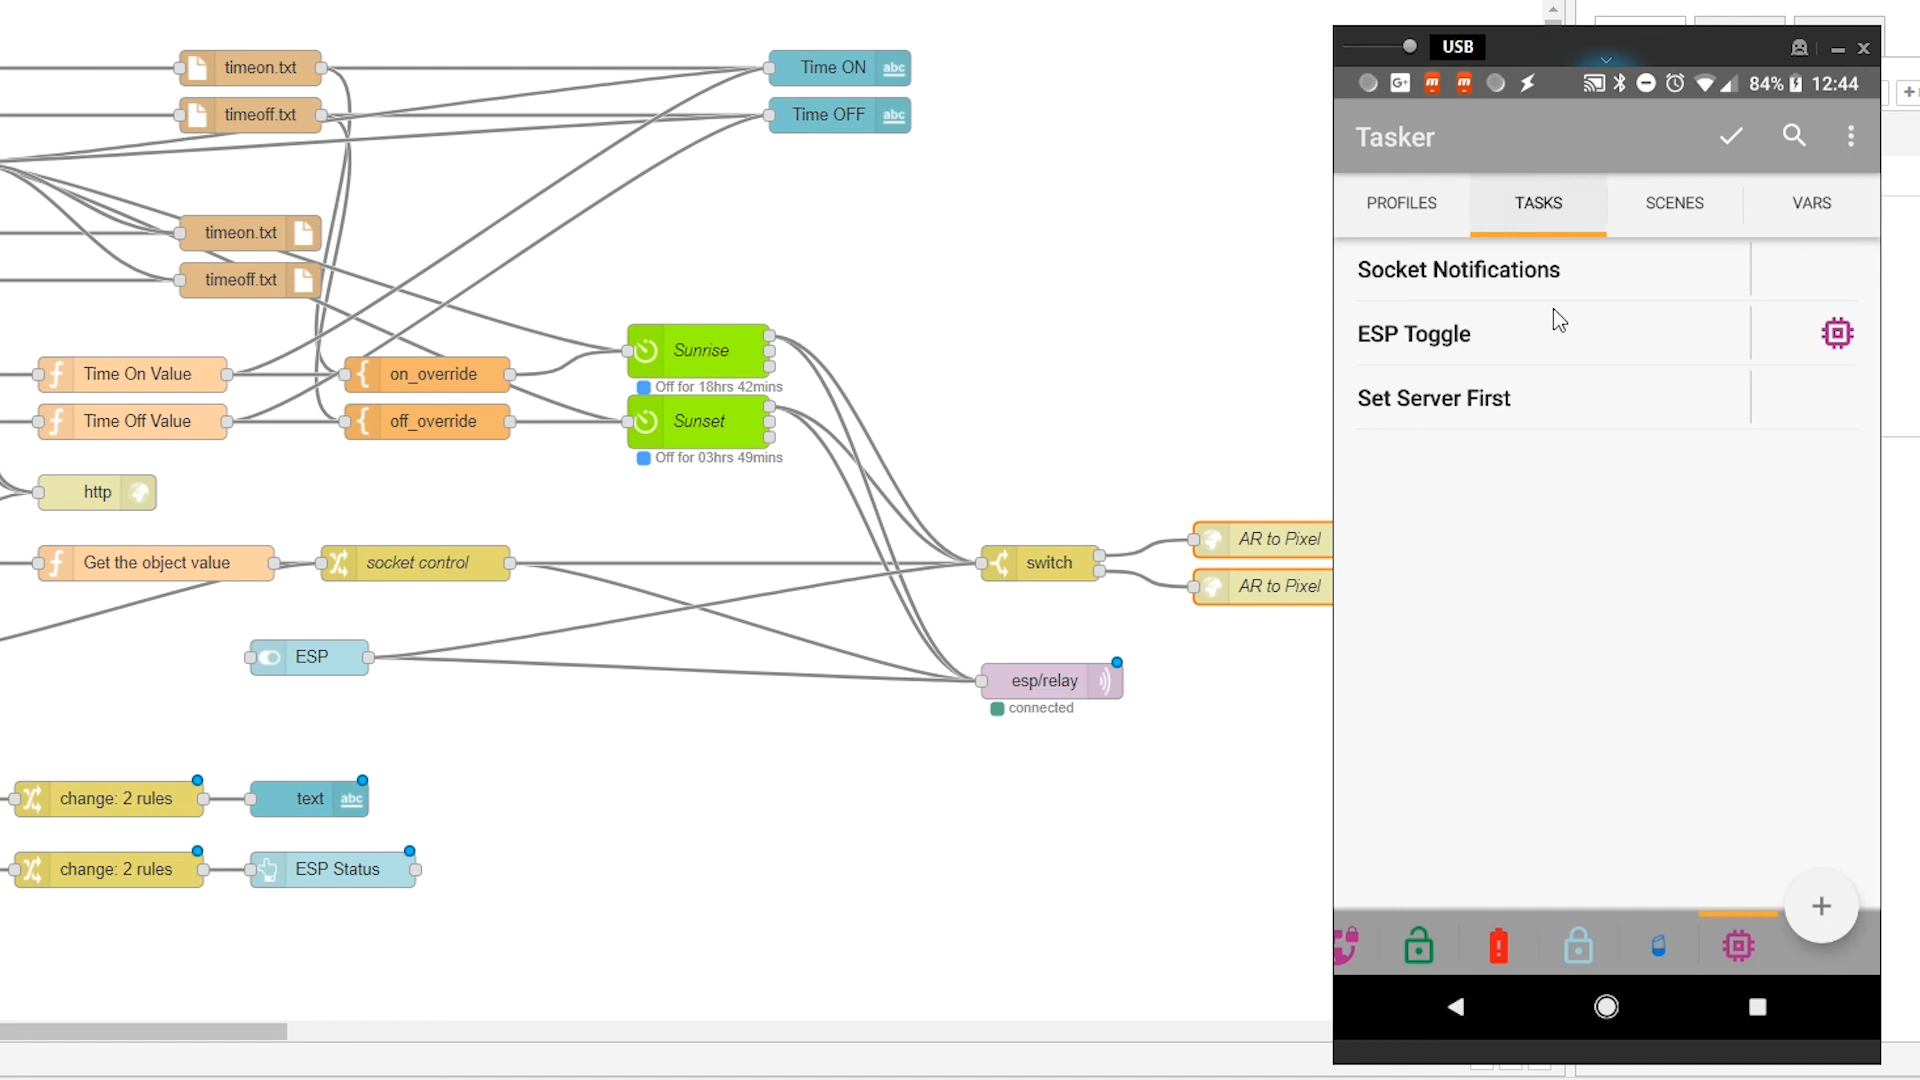 timeon.txt
timeoff.txt
Time ON
abc
Time OFF
abc
timeon.txt
timeoff.txt
Sunrise
Off for 18hrs 42mins
Sunset
Off for 03hrs 49mins
Time On Value
on_override
Time Off Value
off_override
http
Get the object value
socket control
switch
AR to Pixel
AR to Pixel
ESP
esp/relay
connected
change: 2 rules
text
abc
change: 2 rules
ESP Status
USB
G+
84%
12:44
Tasker
PROFILES
TASKS
SCENES
VARS
Socket Notifications
ESP Toggle
Set Server First